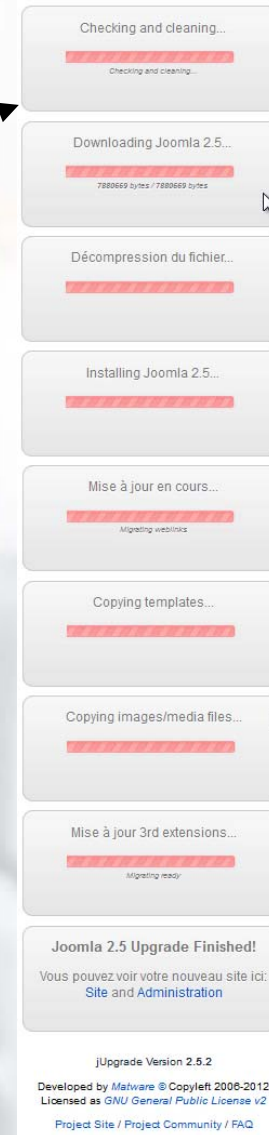 Checking and cleaning...
Checking and cleaning...
Downloading Joomla 2.5...
7880669 bytes / 7880669 bytes
Décompression du fichier...
Installing Joomla 2.5...
Mise à jour en cours...
Migrating weblinks
Copying templates...
Copying images/media files...
Mise à jour 3rd extensions...
Migrating ready
Joomla 2.5 Upgrade Finished!
Vous pouvez voir votre nouveau site ici:
Site and Administration
jUpgrade Version 2.5.2
Developed by Matware © Copyleft 2006-2012
Licensed as GNU General Public License v2
Project Site / Project Community / FAQ